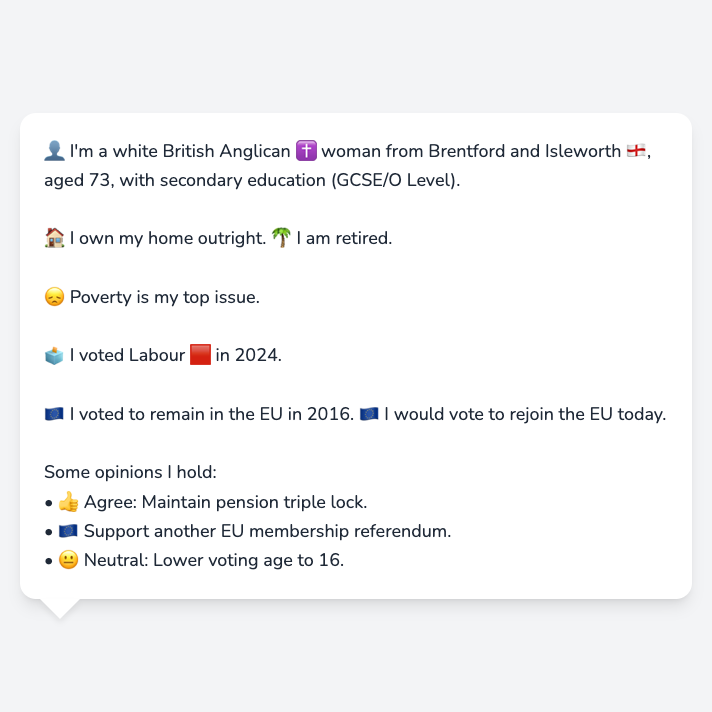 👤 I'm a white British Anglican ✝️ woman from Brentford and Isleworth 🏴󠁧󠁢󠁥󠁮󠁧󠁿,
aged 73, with secondary education (GCSE/O Level).
🏠 I own my home outright. 🌴 I am retired.
😞 Poverty is my top issue.
🗳️ I voted Labour 🟥 in 2024.
🇪🇺 I voted to remain in the EU in 2016. 🇪🇺 I would vote to rejoin the EU today.
Some opinions I hold:
• 👍 Agree: Maintain pension triple lock.
• 🇪🇺 Support another EU membership referendum.
• 😐 Neutral: Lower voting age to 16.